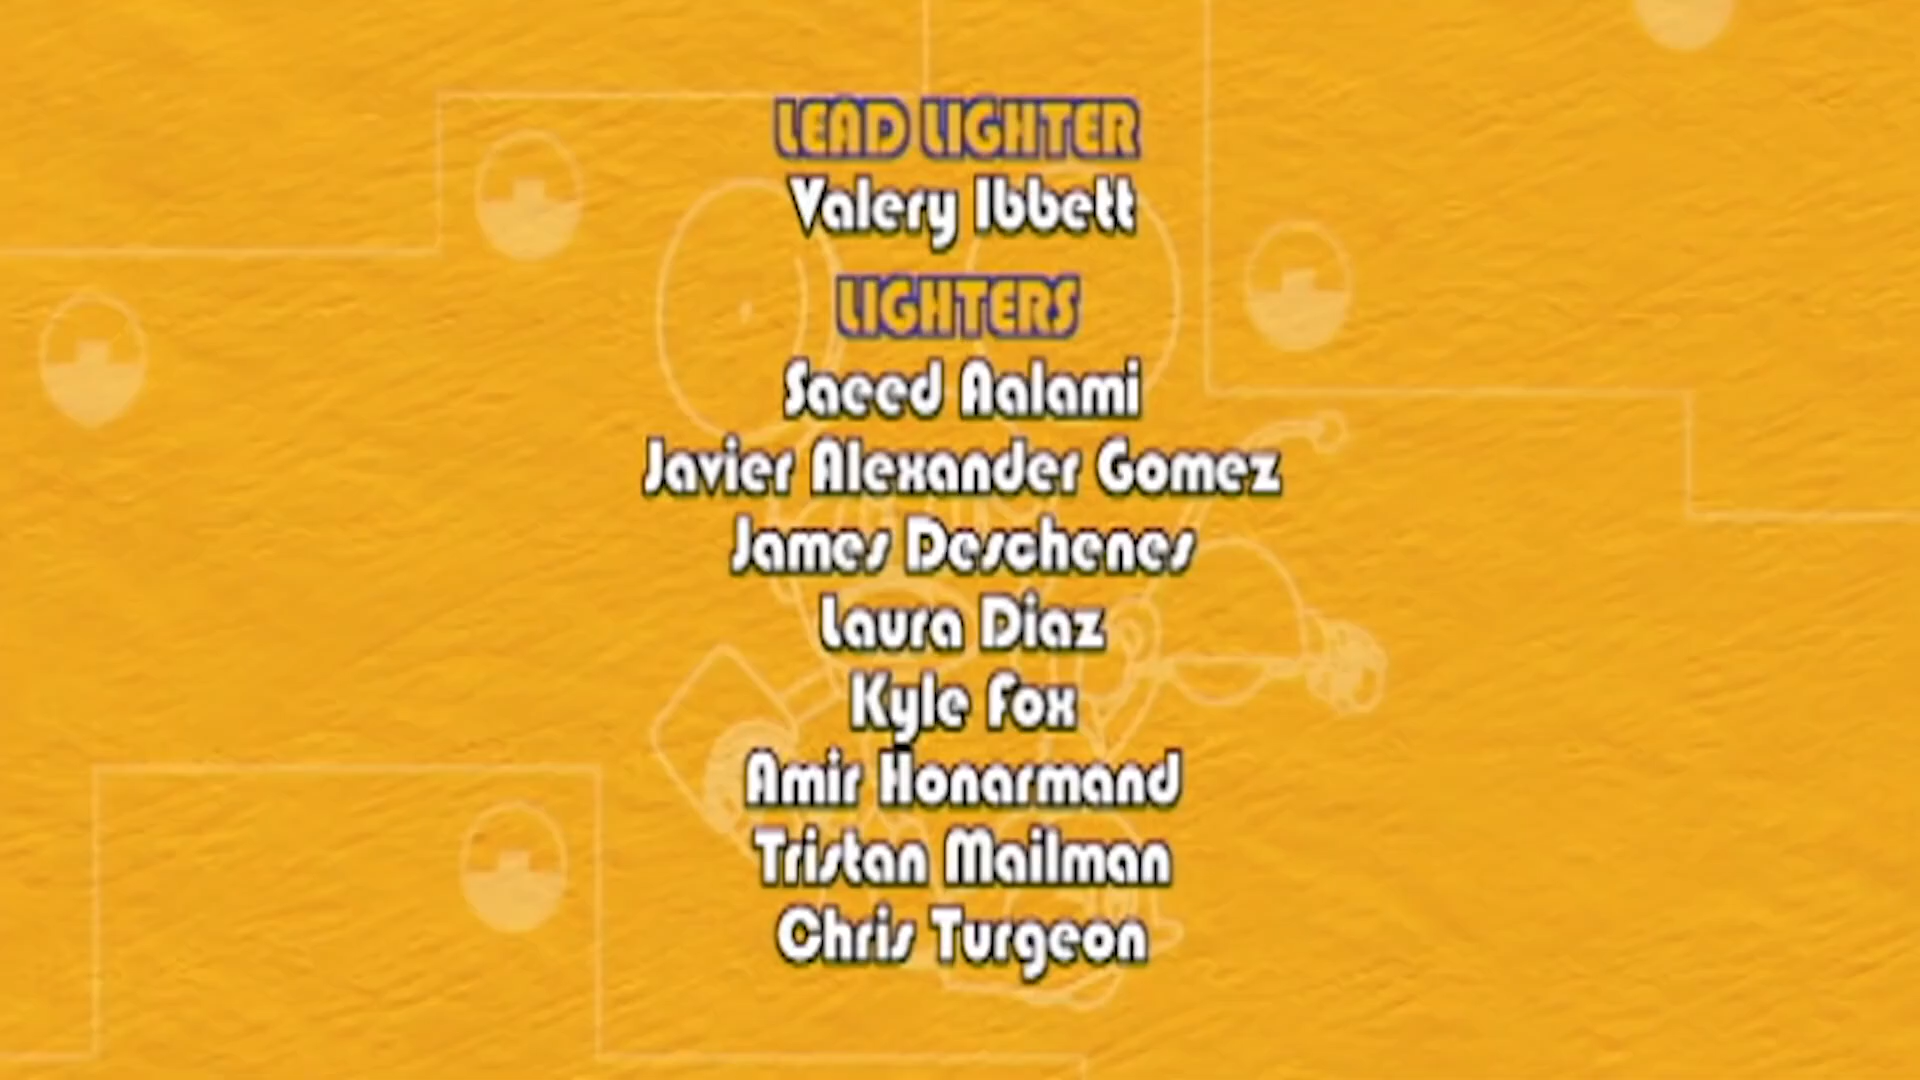 LEAD LIGHTER
Valery Ibbett
LIGHTERS
Saeed Aalami
Javier Alexander Gomez
James Deschenes
Laura Diaz
Kyle Fox
Amir Honarmand
Tristan Mailman
Chris Turgeon